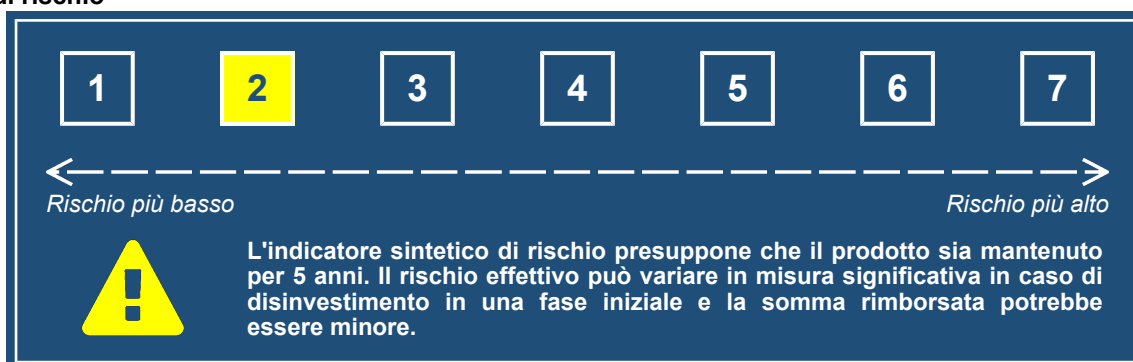 di rischio
1 2 3 4 5 6 7
Rischio più basso Rischio più alto
L'indicatore sintetico di rischio presuppone che il prodotto sia mantenuto
per 5 anni. Il rischio effettivo può variare in misura significativa in caso di
disinvestimento in una fase iniziale e la somma rimborsata potrebbe
essere minore.